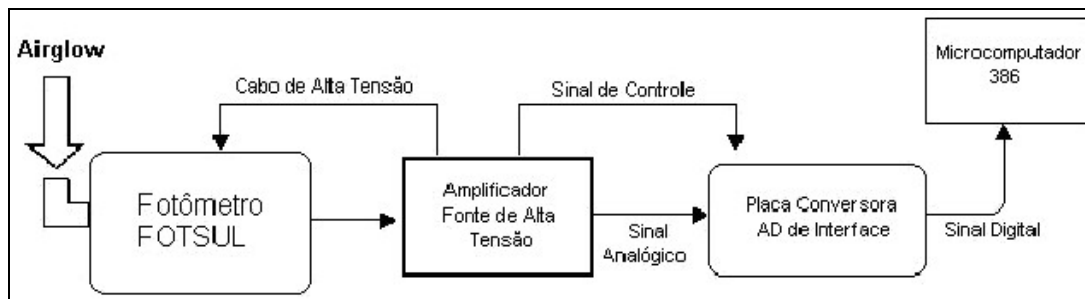 Airglow
Cabo de Alta Tensão
Sinal de Controle
Microcomputador
386
Fotômetro
FOTSUL
Amplificador
Fonte de Alta
Tensão
Sinal
Analógico
Placa Conversora
AD de Interface
Sinal Digital